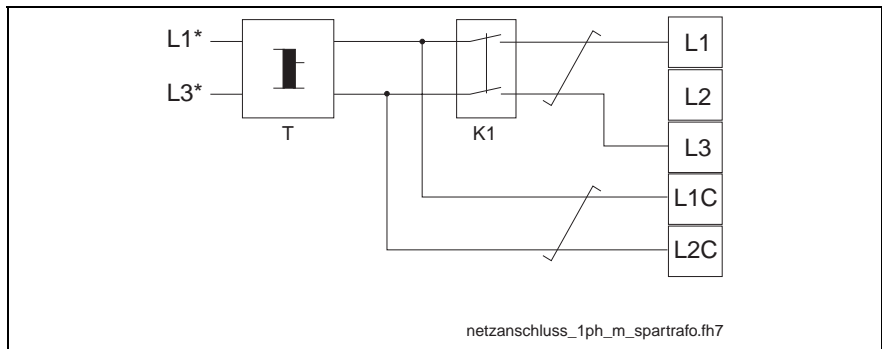 L1*
L3*
T
K1
L1
L2
L3
L1C
L2C
netzanschluss_1ph_m_spartrafo.fh7